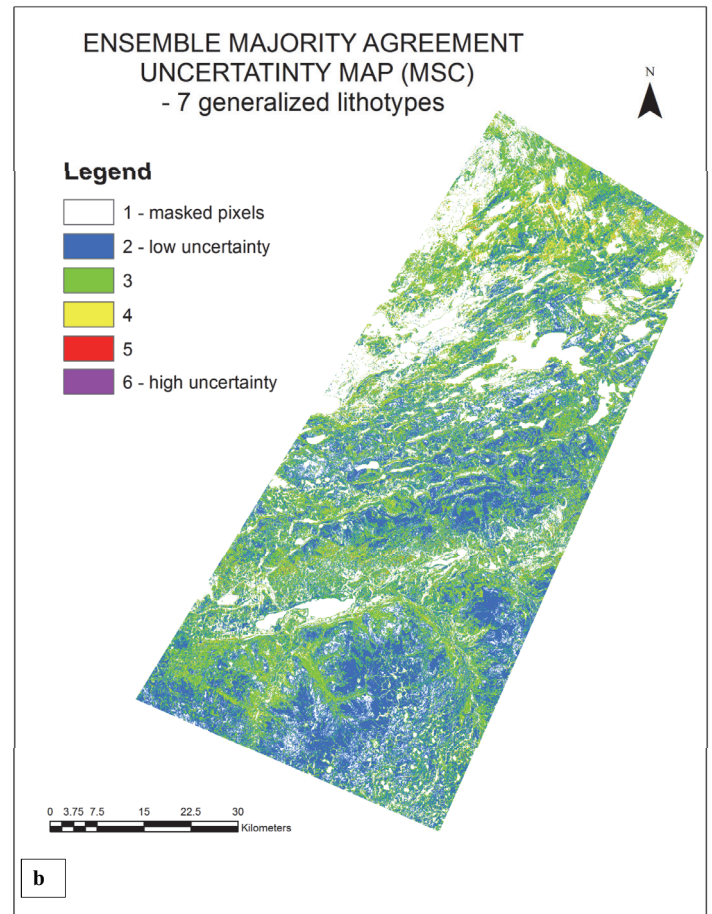 ENSEMBLE MAJORITY AGREEMENT
UNCERTATINTY MAP (MSC)
- 7 generalized lithotypes
N
Legend
1 - masked pixels
2 - low uncertainty
3
4
5
6 - high uncertainty
0 3.75 7.5 15 22.5 30
Kilometers
b